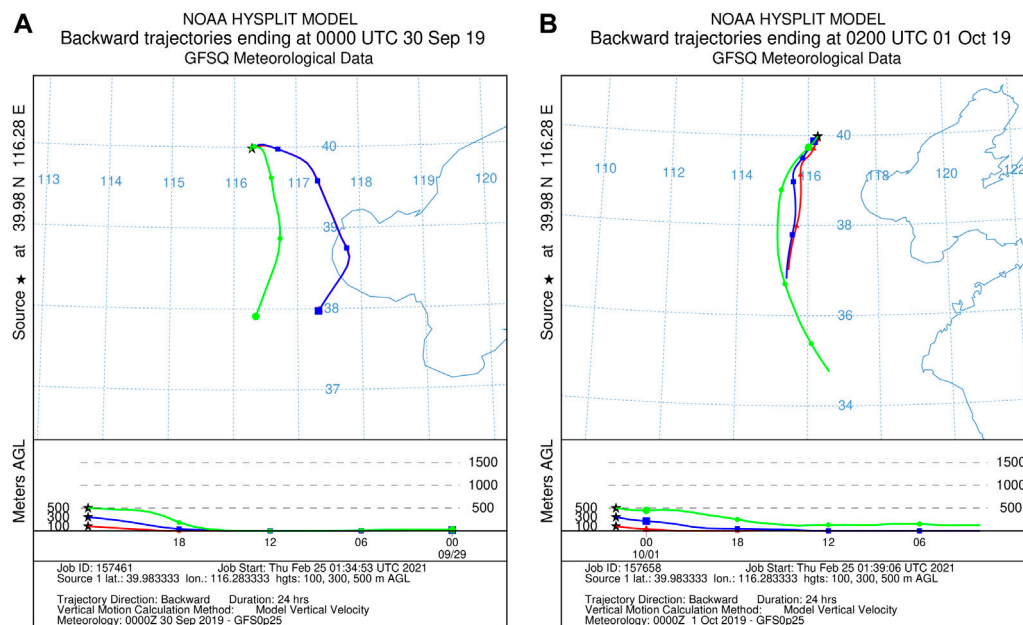 A
NOAA HYSPLIT MODEL
Backward trajectories ending at 0000 UTC 30 Sep 19
GFSQ Meteorological Data
Source ★ at 39.98 N 116.28 E
40
113 114 115 116 117 118 119 120
39
38
37
Meters AGL
1500
1000
500 500
300
100
18 12 06 00
09/29
Job ID: 157461 Job Start: Thu Feb 25 01:34:53 UTC 2021
Source 1 lat.: 39.983333 lon.: 116.283333 hgts: 100, 300, 500 m AGL
Trajectory Direction: Backward Duration: 24 hrs
Vertical Motion Calculation Method: Model Vertical Velocity
Meteorology: 0000Z 30 Sep 2019 - GFS0p25
B
NOAA HYSPLIT MODEL
Backward trajectories ending at 0200 UTC 01 Oct 19
GFSQ Meteorological Data
Source ★ at 39.98 N 116.28 E
40
110 112 114 116 118 120 122
38
36
34
Meters AGL
1500
1000
500 500
300
100
00 18 12 06
10/01
Job ID: 157658 Job Start: Thu Feb 25 01:39:06 UTC 2021
Source 1 lat.: 39.983333 lon.: 116.283333 hgts: 100, 300, 500 m AGL
Trajectory Direction: Backward Duration: 24 hrs
Vertical Motion Calculation Method: Model Vertical Velocity
Meteorology: 0000Z 1 Oct 2019 - GFS0p25